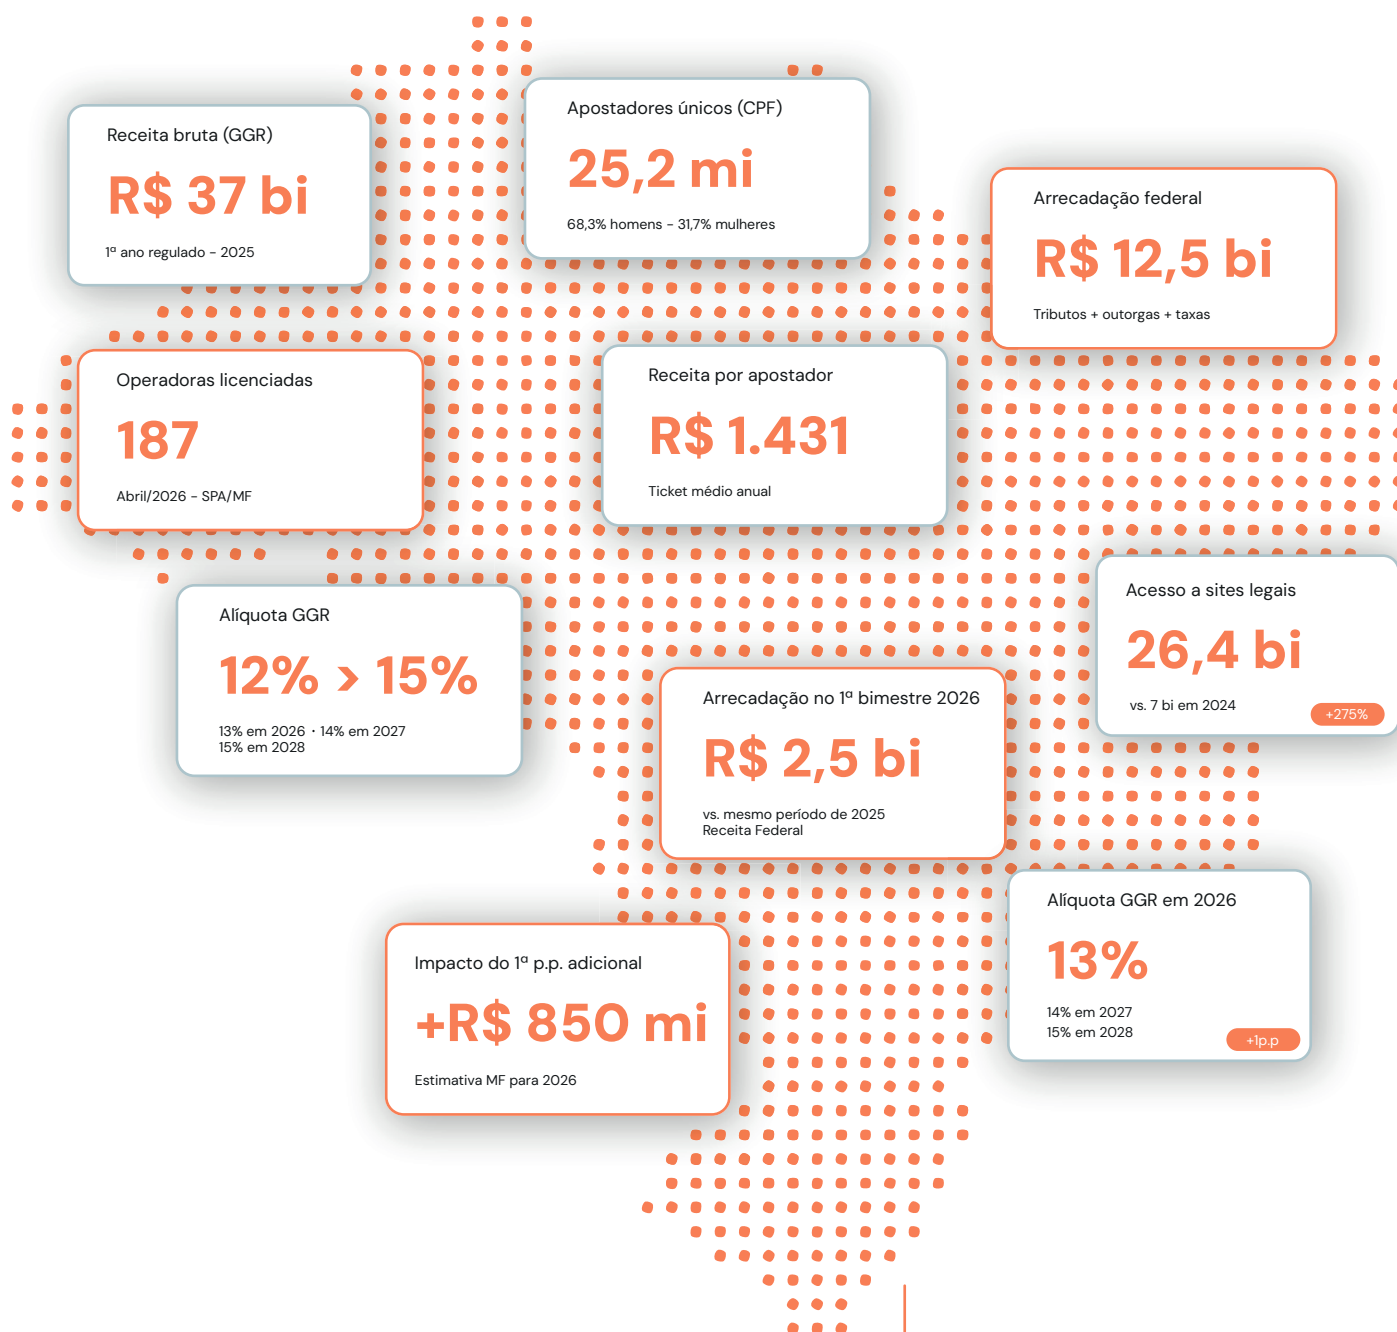 Receita bruta (GGR)
R$ 37 bi
1ª ano regulado - 2025
Apostadores únicos (CPF)
25,2 mi
68,3% homens - 31,7% mulheres
Arrecadação federal
R$ 12,5 bi
Tributos + outorgas + taxas
Operadoras licenciadas
187
Abril/2026 - SPA/MF
Receita por apostador
R$ 1.431
Ticket médio anual
Alíquota GGR
12% > 15%
13% em 2026 · 14% em 2027
15% em 2028
Acesso a sites legais
26,4 bi
vs. 7 bi em 2024
+275%
Arrecadação no 1ª bimestre 2026
R$ 2,5 bi
vs. mesmo período de 2025
Receita Federal
Alíquota GGR em 2026
13%
14% em 2027
15% em 2028
+1p.p
Impacto do 1ª p.p. adicional
+R$ 850 mi
Estimativa MF para 2026